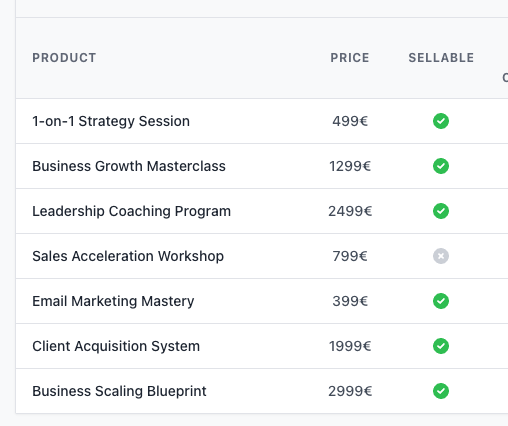 PRODUCT PRICE SELLABLE
1-on-1 Strategy Session 499€
Business Growth Masterclass 1299€
Leadership Coaching Program 2499€
Sales Acceleration Workshop 799€
Email Marketing Mastery 399€
Client Acquisition System 1999€
Business Scaling Blueprint 2999€